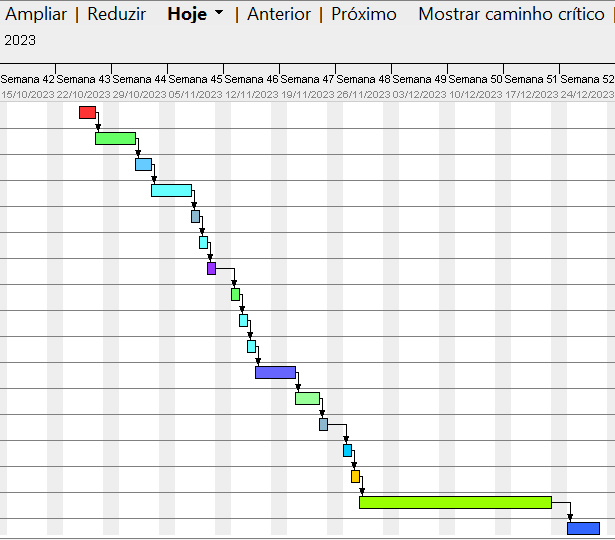 Ampliar | Reduzir Hoje | Anterior | Próximo Mostrar caminho crítico |
2023
Semana 42 Semana 43 Semana 44 Semana 45 Semana 46 Semana 47 Semana 48 Semana 49 Semana 50 Semana 51 Semana 52
15/10/2023 22/10/2023 29/10/2023 05/11/2023 12/11/2023 19/11/2023 26/11/2023 03/12/2023 10/12/2023 17/12/2023 24/12/2023